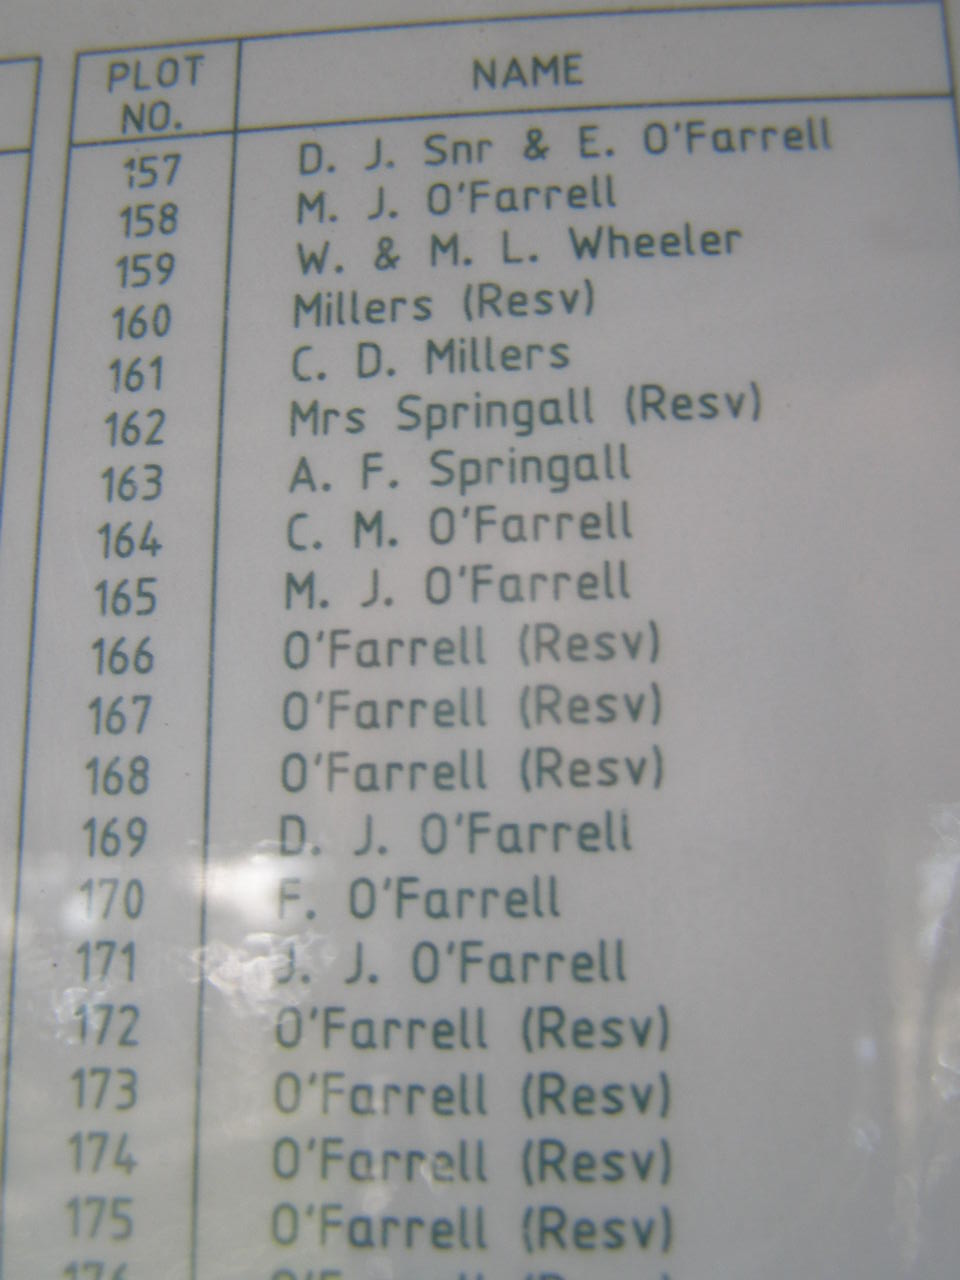 PLOT NO. NAME
157 D. J. Snr & E. O'Farrell
158 M. J. O'Farrell
159 W. & M. L. Wheeler
160 Millers (Resv)
161 C. D. Millers
162 Mrs Springall (Resv)
163 A. F. Springall
164 C. M. O'Farrell
165 M. J. O'Farrell
166 O'Farrell (Resv)
167 O'Farrell (Resv)
168 O'Farrell (Resv)
169 D. J. O'Farrell
170 F. O'Farrell
171 J. J. O'Farrell
172 O'Farrell (Resv)
173 O'Farrell (Resv)
174 O'Farrell (Resv)
175 O'Farrell (Resv)